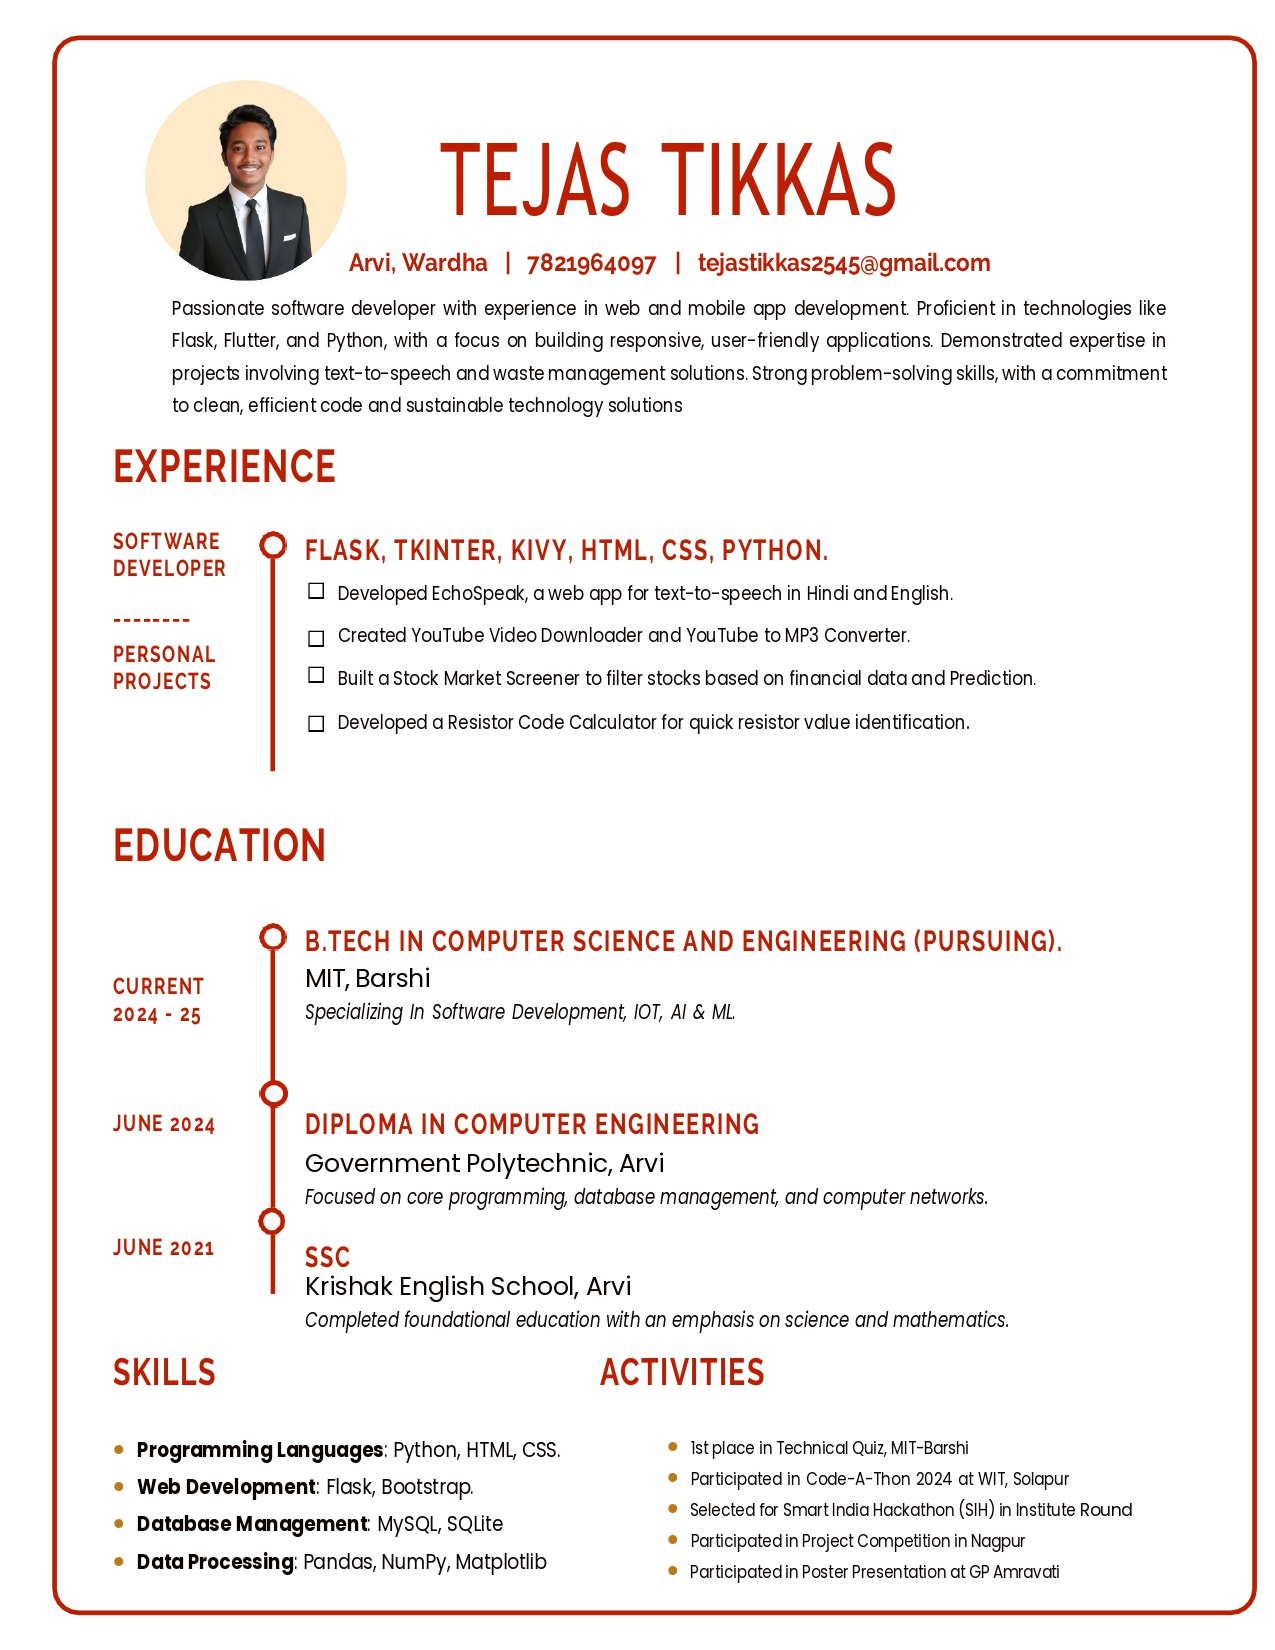 TEJAS TIKKAS
Arvi, Wardha | 7821964097 | tejastikkas2545@gmail.com
Passionate software developer with experience in web and mobile app development. Proficient in technologies like
Flask, Flutter, and Python, with a focus on building responsive, user-friendly applications. Demonstrated expertise in
projects involving text-to-speech and waste management solutions. Strong problem-solving skills, with a commitment
to clean, efficient code and sustainable technology solutions
EXPERIENCE
SOFTWARE
DEVELOPER
--------
PERSONAL
PROJECTS
FLASK, TKINTER, KIVY, HTML, CSS, PYTHON.
☐ Developed EchoSpeak, a web app for text-to-speech in Hindi and English.
☐ Created YouTube Video Downloader and YouTube to MP3 Converter.
☐ Built a Stock Market Screener to filter stocks based on financial data and Prediction.
☐ Developed a Resistor Code Calculator for quick resistor value identification.
EDUCATION
CURRENT
2024 - 25
B.TECH IN COMPUTER SCIENCE AND ENGINEERING (PURSUING).
MIT, Barshi
Specializing In Software Development, IOT, AI & ML.
JUNE 2024
DIPLOMA IN COMPUTER ENGINEERING
Government Polytechnic, Arvi
Focused on core programming, database management, and computer networks.
JUNE 2021
SSC
Krishak English School, Arvi
Completed foundational education with an emphasis on science and mathematics.
SKILLS
• Programming Languages: Python, HTML, CSS.
• Web Development: Flask, Bootstrap.
• Database Management: MySQL, SQLite
• Data Processing: Pandas, NumPy, Matplotlib
ACTIVITIES
• 1st place in Technical Quiz, MIT-Barshi
• Participated in Code-A-Thon 2024 at WIT, Solapur
• Selected for Smart India Hackathon (SIH) in Institute Round
• Participated in Project Competition in Nagpur
• Participated in Poster Presentation at GP Amravati